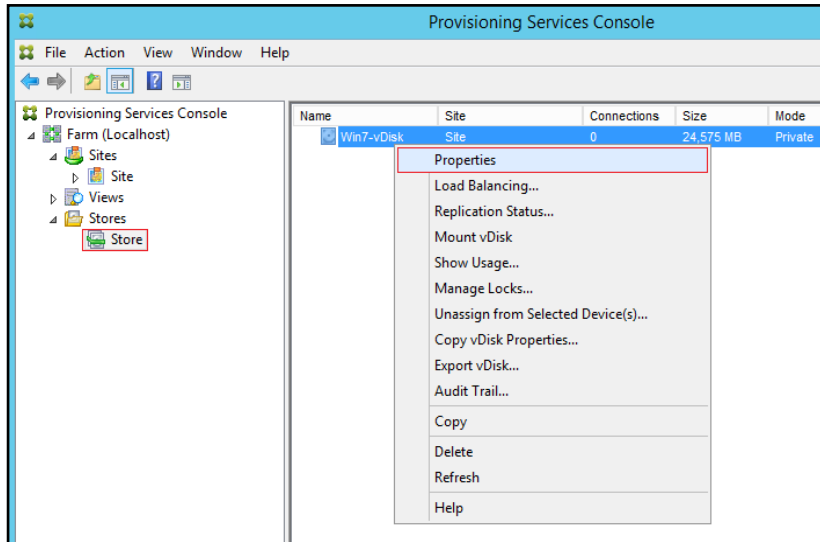 Provisioning Services Console
File Action View Window Help
Provisioning Services Console
Farm (Localhost)
Sites
Site
Views
Stores
Store
Name Site Connections Size Mode
Win7-vDisk Site 0 24,575 MB Private
Properties
Load Balancing...
Replication Status...
Mount vDisk
Show Usage...
Manage Locks...
Unassign from Selected Device(s)...
Copy vDisk Properties...
Export vDisk...
Audit Trail...
Copy
Delete
Refresh
Help